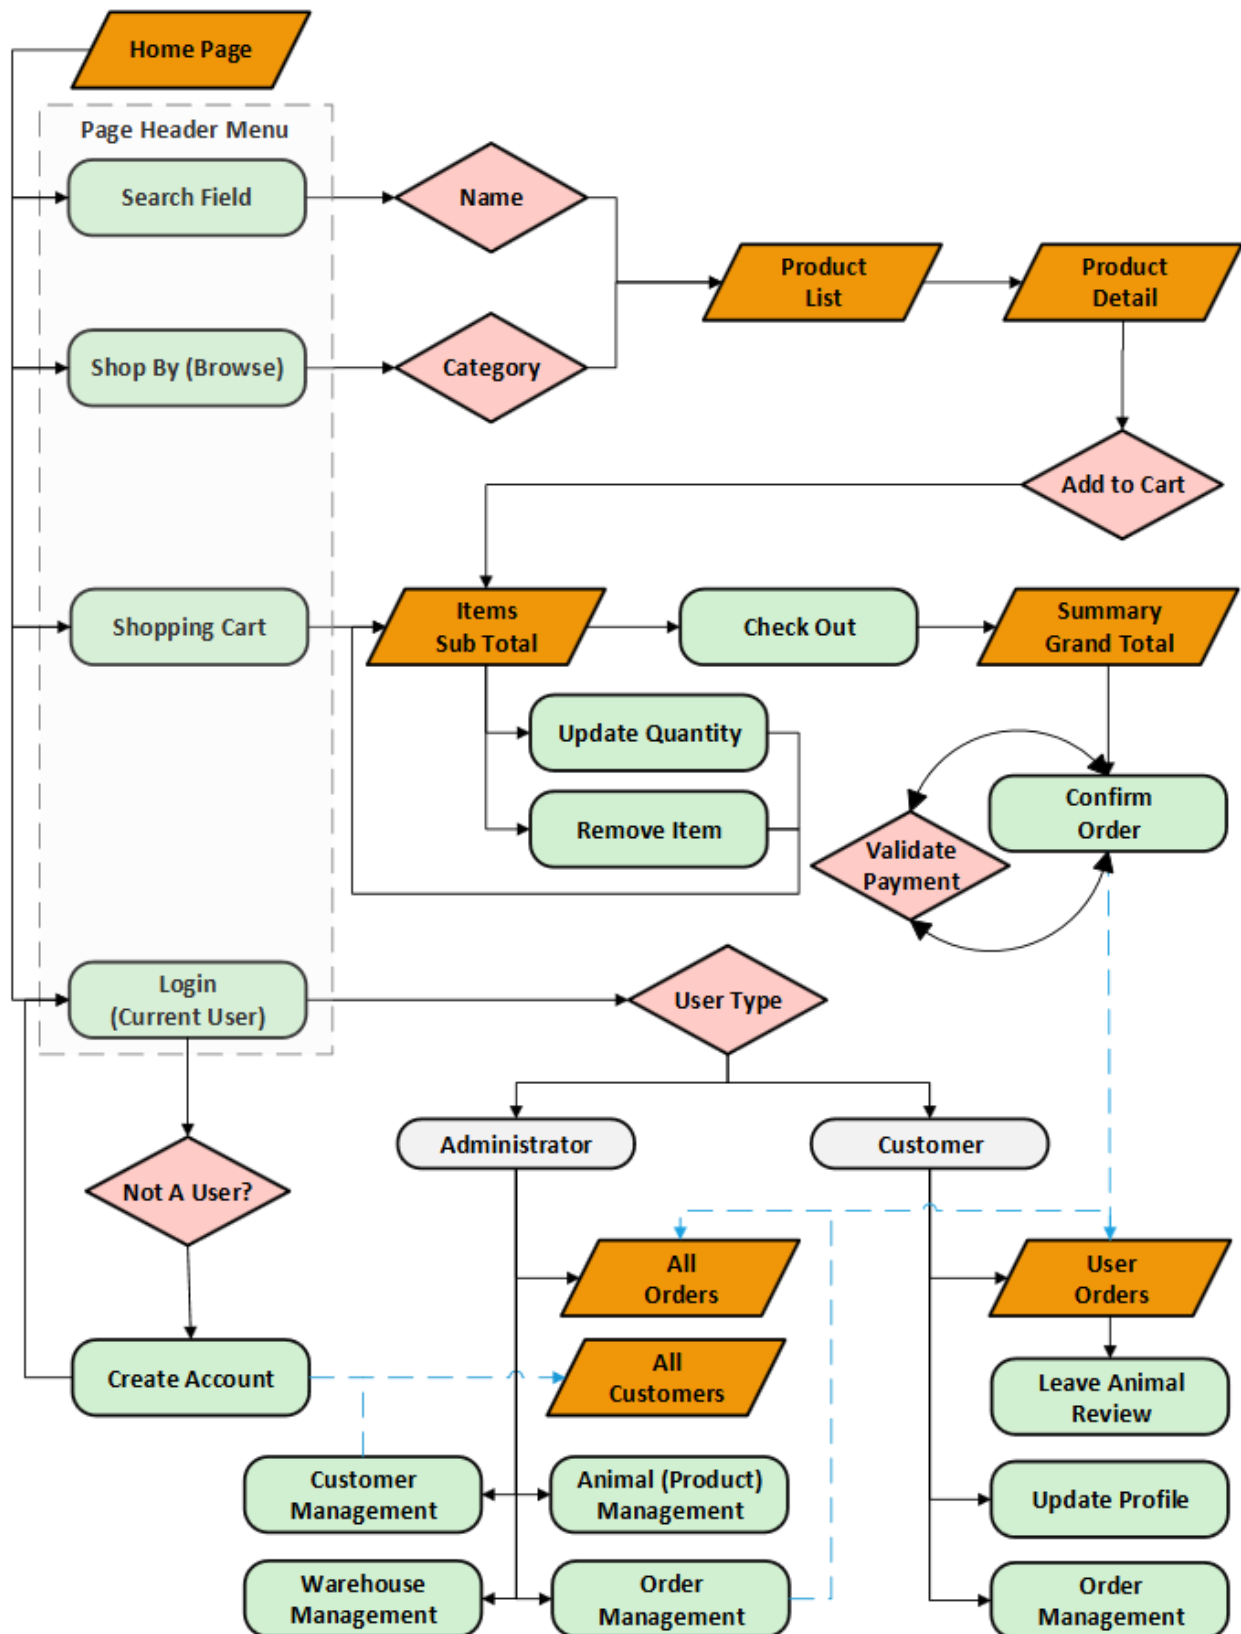 Home Page
Page Header Menu
Search Field
Name
Product
List
Product
Detail
Shop By (Browse)
Category
Add to Cart
Shopping Cart
Items
Sub Total
Check Out
Summary
Grand Total
Update Quantity
Remove Item
Confirm
Order
Validate
Payment
Login
(Current User)
User Type
Administrator
Customer
Not A User?
All
Orders
User
Orders
Create Account
All
Customers
Leave Animal
Review
Customer
Management
Animal (Product)
Management
Update Profile
Warehouse
Management
Order
Management
Order
Management